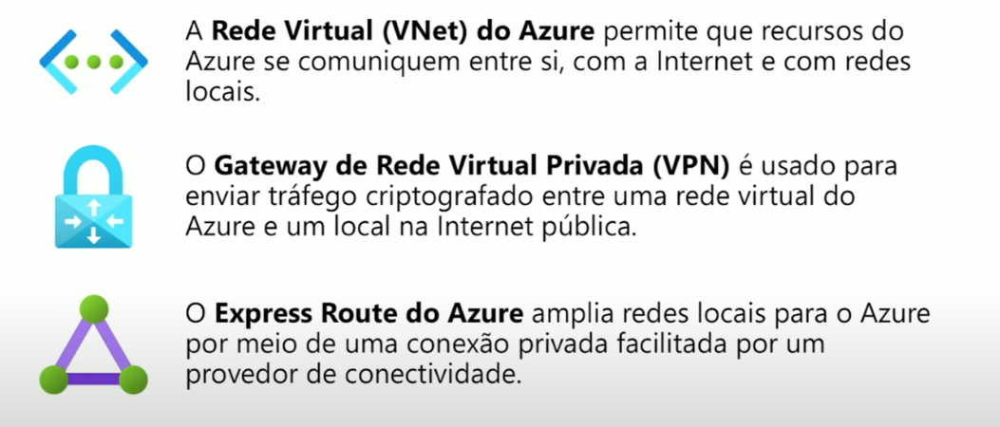 A Rede Virtual (VNet) do Azure permite que recursos do
Azure se comuniquem entre si, com a Internet e com redes
locais.
O Gateway de Rede Virtual Privada (VPN) é usado para
enviar tráfego criptografado entre uma rede virtual do
Azure e um local na Internet pública.
O Express Route do Azure amplia redes locais para o Azure
por meio de uma conexão privada facilitada por um
provedor de conectividade.